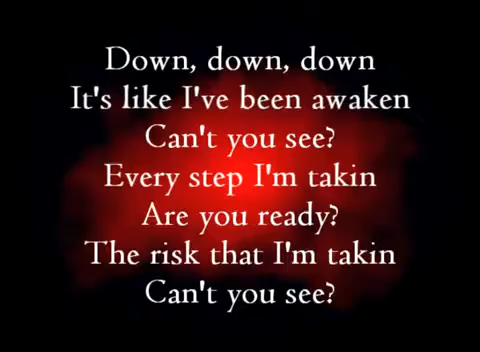 Down, down, down
It's like I've been awaken
Can't you see?
Every step I'm takin
Are you ready?
The risk that I'm takin
Can't you see?